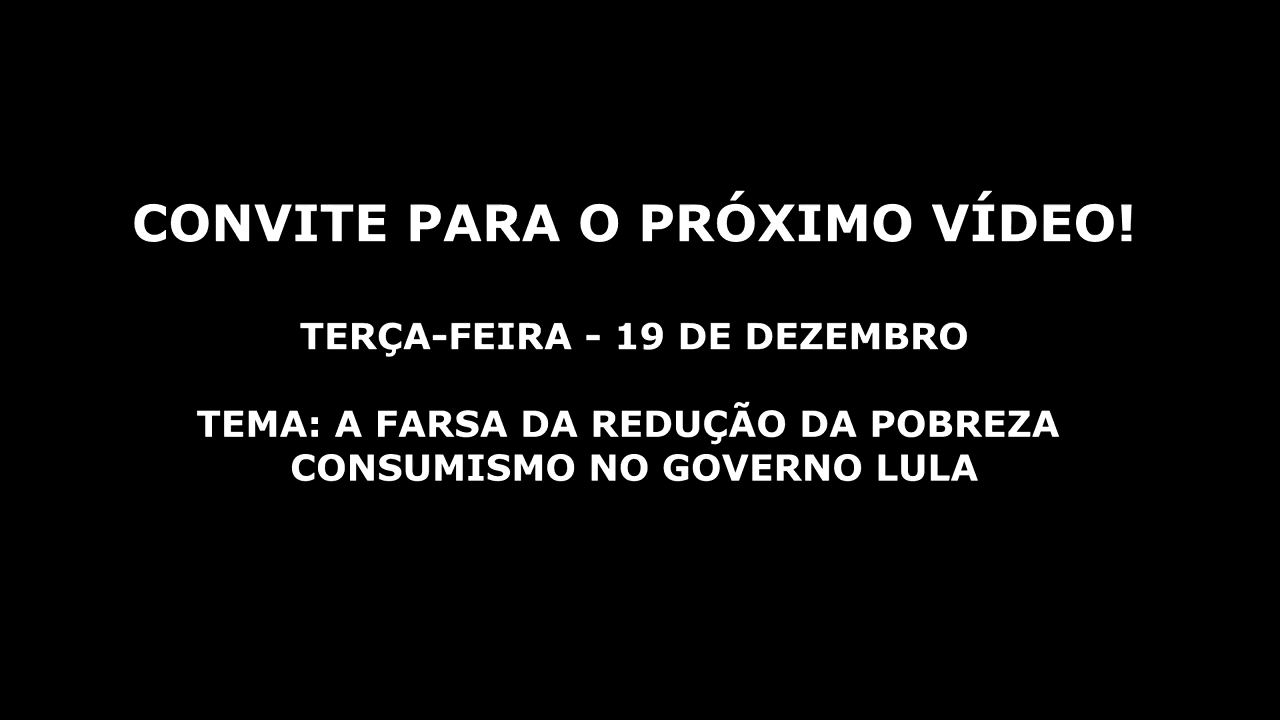 CONVITE PARA O PRÓXIMO VÍDEO!
TERÇA-FEIRA - 19 DE DEZEMBRO
TEMA: A FARSA DA REDUÇÃO DA POBREZA
CONSUMISMO NO GOVERNO LULA